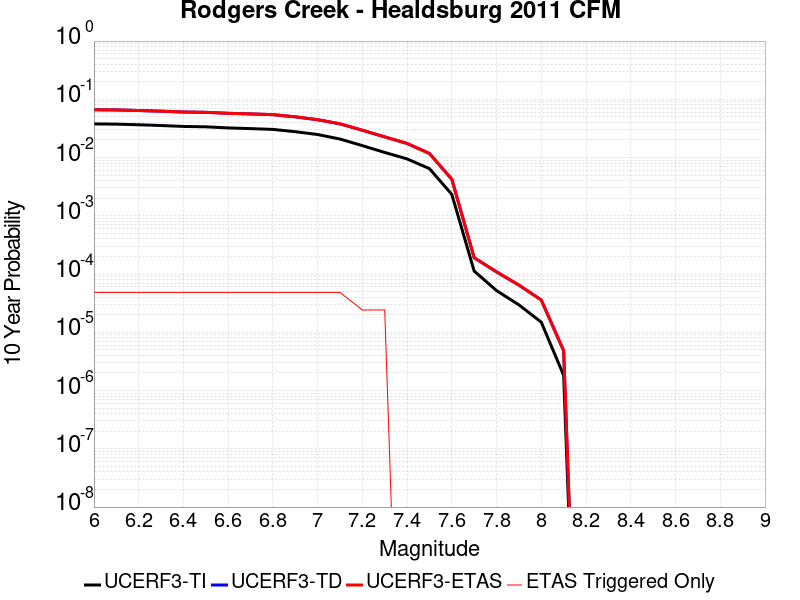 Rodgers Creek - Healdsburg 2011 CFM
10^0
10^-1
10^-2
10^-3
10^-4
10^-5
10^-6
10^-7
10^-8
10 Year Probability
6 6.2 6.4 6.6 6.8 7 7.2 7.4 7.6 7.8 8 8.2 8.4 8.6 8.8 9
Magnitude
UCERF3-TI UCERF3-TD UCERF3-ETAS ETAS Triggered Only